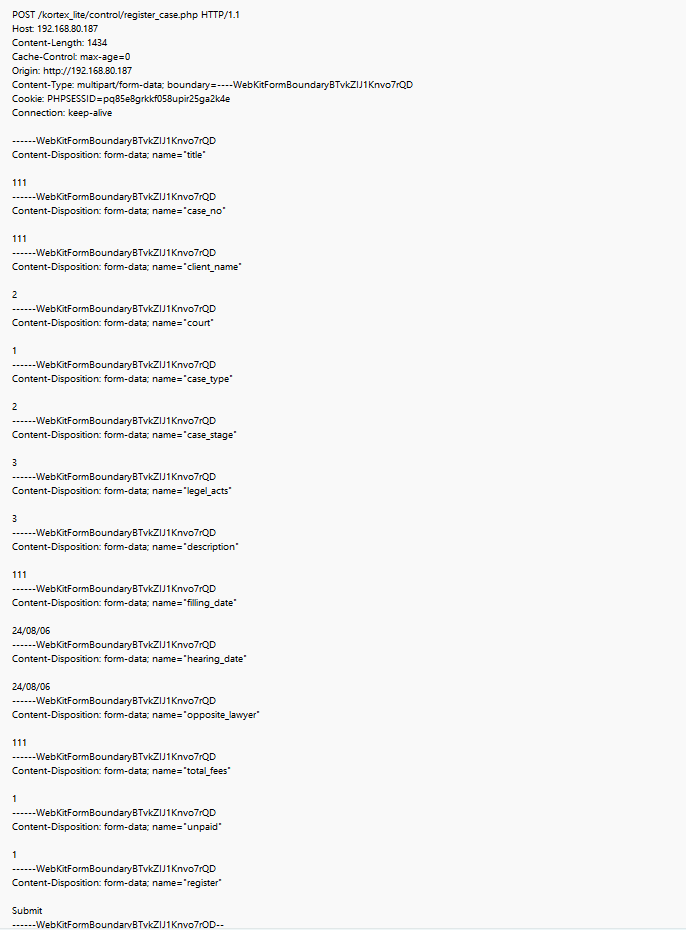 POST /kortex_lite/control/register_case.php HTTP/1.1
Host: 192.168.80.187
Content-Length: 1434
Cache-Control: max-age=0
Origin: http://192.168.80.187
Content-Type: multipart/form-data; boundary=----WebKitFormBoundaryBTvkZIJ1Knvo7rQD
Cookie: PHPSESSID=pq85e8grkkf058upir25ga2k4e
Connection: keep-alive
------WebKitFormBoundaryBTvkZIJ1Knvo7rQD
Content-Disposition: form-data; name="title"
111
------WebKitFormBoundaryBTvkZIJ1Knvo7rQD
Content-Disposition: form-data; name="case_no"
111
------WebKitFormBoundaryBTvkZIJ1Knvo7rQD
Content-Disposition: form-data; name="client_name"
2
------WebKitFormBoundaryBTvkZIJ1Knvo7rQD
Content-Disposition: form-data; name="court"
1
------WebKitFormBoundaryBTvkZIJ1Knvo7rQD
Content-Disposition: form-data; name="case_type"
2
------WebKitFormBoundaryBTvkZIJ1Knvo7rQD
Content-Disposition: form-data; name="case_stage"
3
------WebKitFormBoundaryBTvkZIJ1Knvo7rQD
Content-Disposition: form-data; name="legel_acts"
3
------WebKitFormBoundaryBTvkZIJ1Knvo7rQD
Content-Disposition: form-data; name="description"
111
------WebKitFormBoundaryBTvkZIJ1Knvo7rQD
Content-Disposition: form-data; name="filling_date"
24/08/06
------WebKitFormBoundaryBTvkZIJ1Knvo7rQD
Content-Disposition: form-data; name="hearing_date"
24/08/06
------WebKitFormBoundaryBTvkZIJ1Knvo7rQD
Content-Disposition: form-data; name="opposite_lawyer"
111
------WebKitFormBoundaryBTvkZIJ1Knvo7rQD
Content-Disposition: form-data; name="total_fees"
1
------WebKitFormBoundaryBTvkZIJ1Knvo7rQD
Content-Disposition: form-data; name="unpaid"
1
------WebKitFormBoundaryBTvkZIJ1Knvo7rQD
Content-Disposition: form-data; name="register"
Submit
------WebKitFormBoundaryBTvkZIJ1Knvo7rQD--